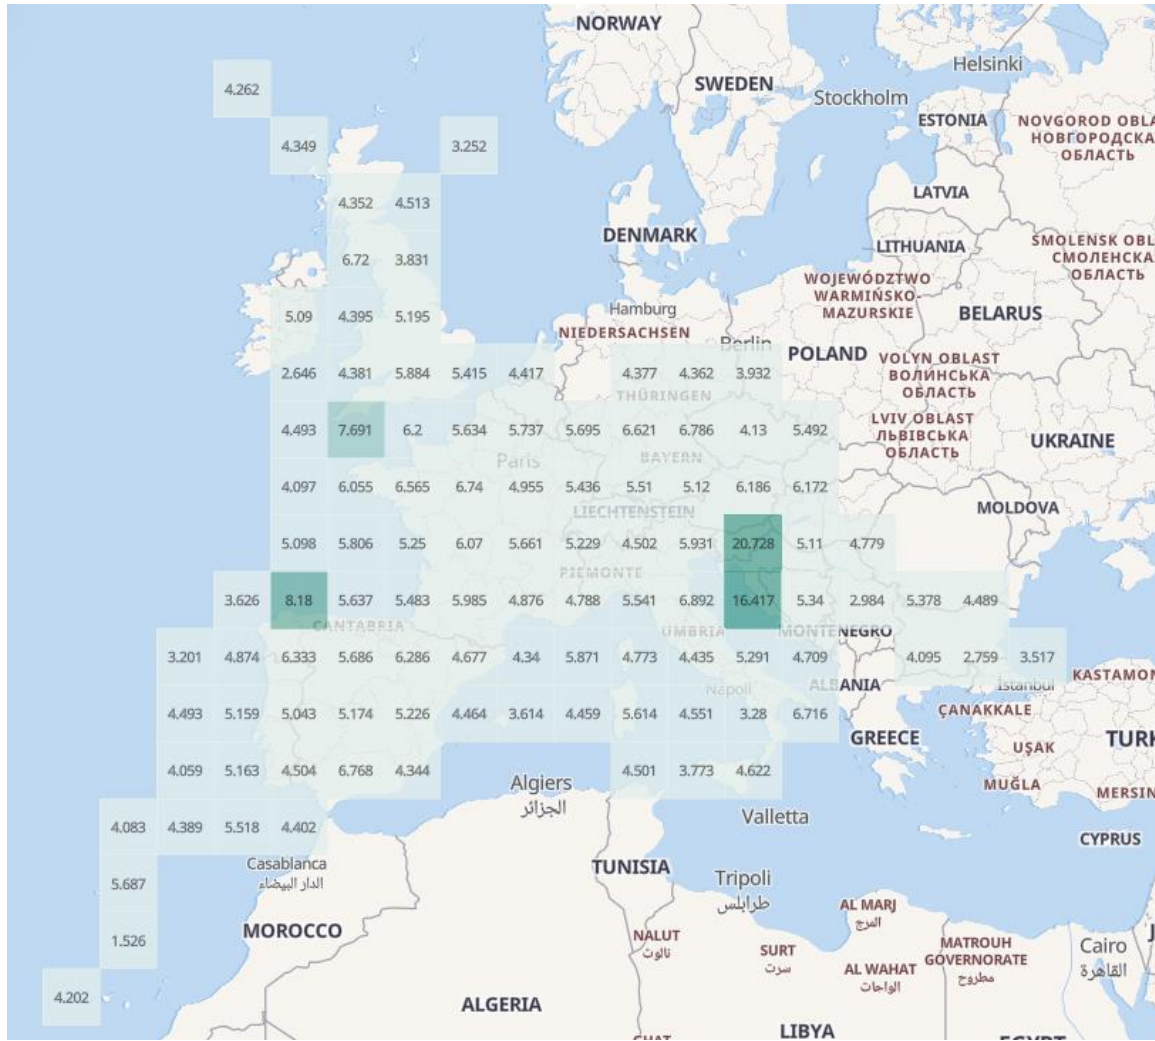 NORWAY
Helsinki
SWEDEN
Stockholm
4.262
ESTONIA
NOVGOROD OBLA
НОВГОРОДСКА
ОБЛАСТЬ
4.349 3.252
LATVIA
4.352 4.513
DENMARK
LITHUANIA
SMOLENSK OBL
СМОЛЕНСКА
ОБЛАСТЬ
6.72 3.831
WOJEWÓDZTWO
WARMIŃSKO-
MAZURSKIE
Hamburg
BELARUS
5.09 4.395 5.195
NIEDERSACHSEN
Berlin
POLAND
VOLYN OBLAST
ВОЛИНСЬКА
ОБЛАСТЬ
2.646 4.381 5.884 5.415 4.417 4.377 4.362 3.932
THÜRINGEN
LVIV OBLAST
ЛЬВІВСЬКА
ОБЛАСТЬ
4.493 7.691 6.2 5.634 5.737 5.695 6.621 6.786 4.13 5.492
UKRAINE
Paris
BAYERN
4.097 6.055 6.565 6.74 4.955 5.436 5.51 5.12 6.186 6.172
MOLDOVA
LIECHTENSTEIN
5.098 5.806 5.25 6.07 5.661 5.229 4.502 5.931 20.728 5.11 4.779
PIEMONTE
3.626 8.18 5.637 5.483 5.985 4.876 4.788 5.541 6.892 16.417 5.34 2.984 5.378 4.489
CANTABRIA
UMBRIA
MONTENEGRO
3.201 4.874 6.333 5.686 6.286 4.677 4.34 5.871 4.773 4.435 5.291 4.709 4.095 2.759 3.517
KASTAMON
Napoli
ALBANIA
İstanbul
4.493 5.159 5.043 5.174 5.226 4.464 3.614 4.459 5.614 4.551 3.28 6.716
ÇANAKKALE
GREECE
UŞAK
TURK
4.059 5.163 4.504 6.768 4.344 4.501 3.773 4.622
Algiers
الجزائر
MUĞLA
MERSIN
Valletta
4.083 4.389 5.518 4.402
CYPRUS
Casablanca
الدار البيضاء
TUNISIA
Tripoli
طرابلس
5.687
AL MARJ
المرج
MOROCCO
1.526
NALUT
نالوت
SURT
سرت
MATROUH
GOVERNORATE
مطروح
Cairo
القاهرة
AL WAHAT
الواحات
4.202
ALGERIA
LIBYA